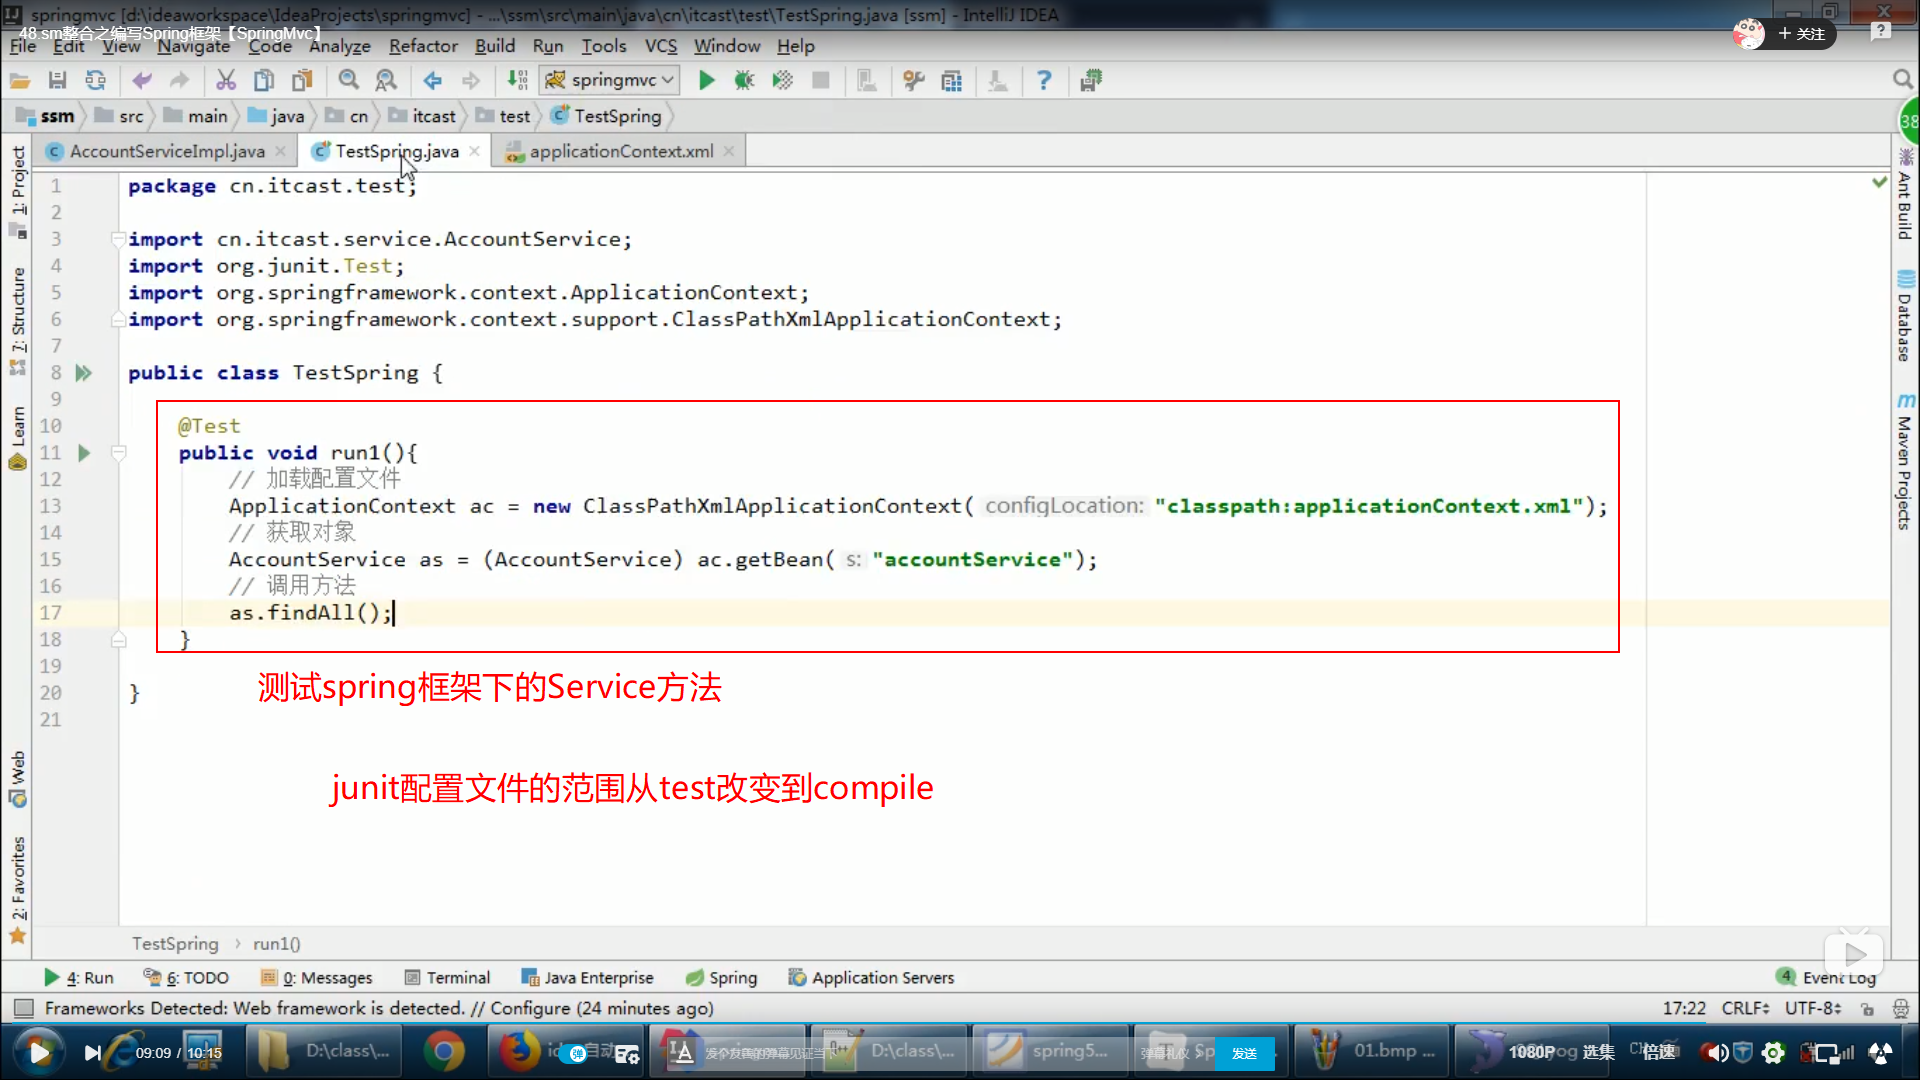 springmvc [d:\ideaworkspace\IdeaProjects\springmvc] - ...\ssm\src\main\java\cn\itcast\test\TestSpring.java [ssm] - IntelliJ IDEA
48.sm整合之编写Spring框架【SpringMvc】
+ 关注
File Edit View Navigate Code Analyze Refactor Build Run Tools VCS Window Help
springmvc
ssm src main java cn itcast test TestSpring
38
AccountServiceImpl.java TestSpring.java applicationContext.xml
1: Project
7: Structure
Learn
Web
2: Favorites
Ant Build
Database
Maven Projects
1 package cn.itcast.test;
2
3 import cn.itcast.service.AccountService;
4 import org.junit.Test;
5 import org.springframework.context.ApplicationContext;
6 import org.springframework.context.support.ClassPathXmlApplicationContext;
7
8 public class TestSpring {
9
10 @Test
11 public void run1(){
12 // 加载配置文件
13 ApplicationContext ac = new ClassPathXmlApplicationContext( configLocation: "classpath:applicationContext.xml");
14 // 获取对象
15 AccountService as = (AccountService) ac.getBean( s: "accountService");
16 // 调用方法
17 as.findAll();
18 }
19
20 }
21
测试spring框架下的Service方法
junit配置文件的范围从test改变到compile
TestSpring › run1()
4: Run 6: TODO 0: Messages Terminal Java Enterprise Spring Application Servers 4 Event Log
Frameworks Detected: Web framework is detected. // Configure (24 minutes ago) 17:22 CRLF UTF-8
09:09 / 10:15 D:\class\... 弹 D:\class\... spring5... 弹幕礼仪 发送 01.bmp ... 1080P 选集 倍速